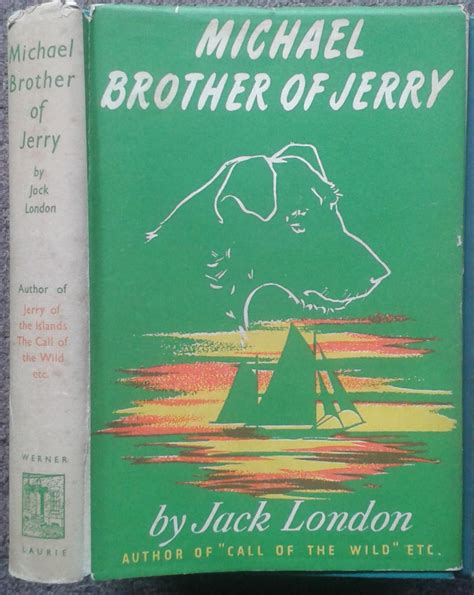 Michael
Brother
of
Jerry
by
Jack
London
Author of
Jerry of
the Islands
The Call of
the Wild
etc.
WERNER
LAURIE
MICHAEL
BROTHER OF JERRY
by Jack London
AUTHOR OF "CALL OF THE WILD" ETC.